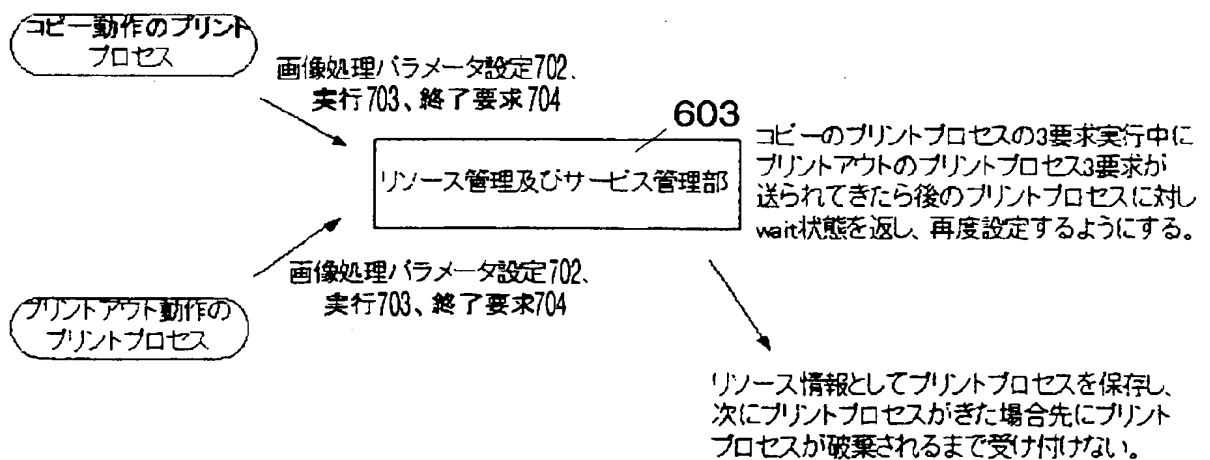 コピー動作のプリント
プロセス
画像処理パラメータ設定702、
実行703、終了要求704
603
リソース管理及びサービス管理部
コピーのプリントプロセスの3要求実行中に
プリントアウトのプリントプロセス3要求が
送られてきたら後のプリントプロセスに対し
wait状態を返し、再度設定するようにする。
画像処理パラメータ設定702、
実行703、終了要求704
プリントアウト動作の
プリントプロセス
リソース情報としてプリントプロセスを保存し、
次にプリントプロセスがきた場合先にプリント
プロセスが破棄されるまで受け付けない。